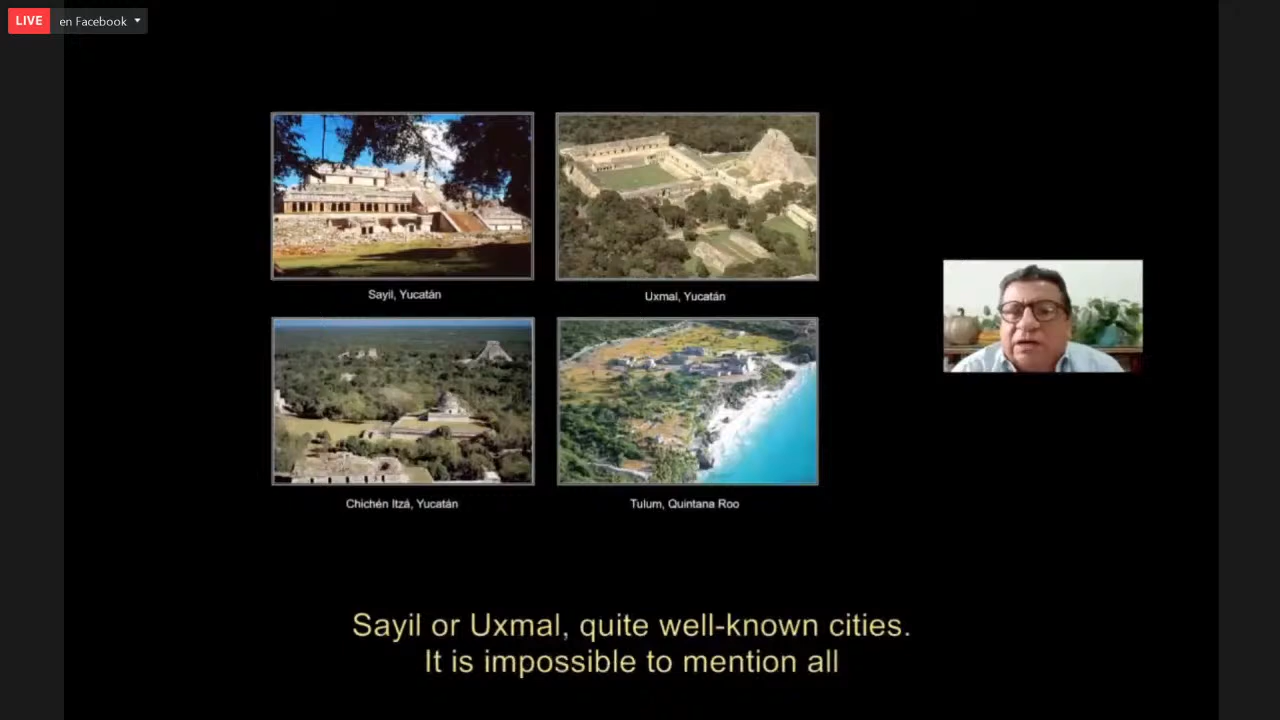 LIVE en Facebook
Sayil, Yucatán
Uxmal, Yucatán
Chichén Itzá, Yucatán
Tulum, Quintana Roo
Sayil or Uxmal, quite well-known cities.
It is impossible to mention all